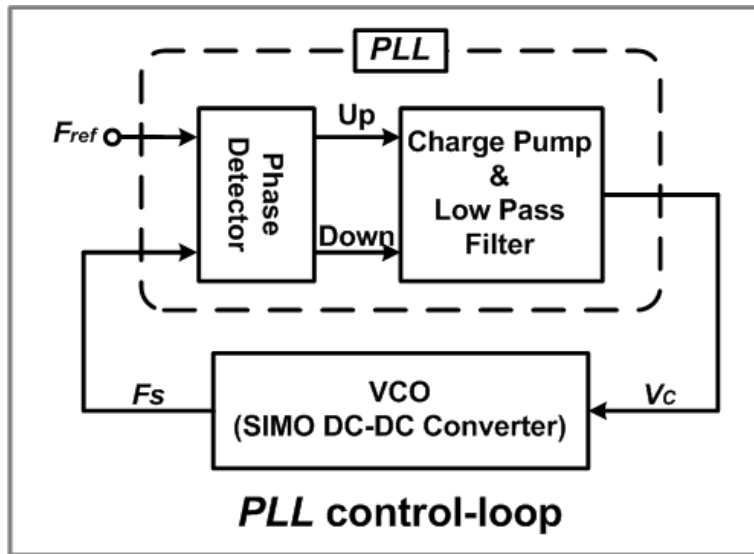 PLL
Fref
Phase
Detector
Up
Down
Charge Pump
&
Low Pass
Filter
Fs
VCO
(SIMO DC-DC Converter)
VC
PLL control-loop